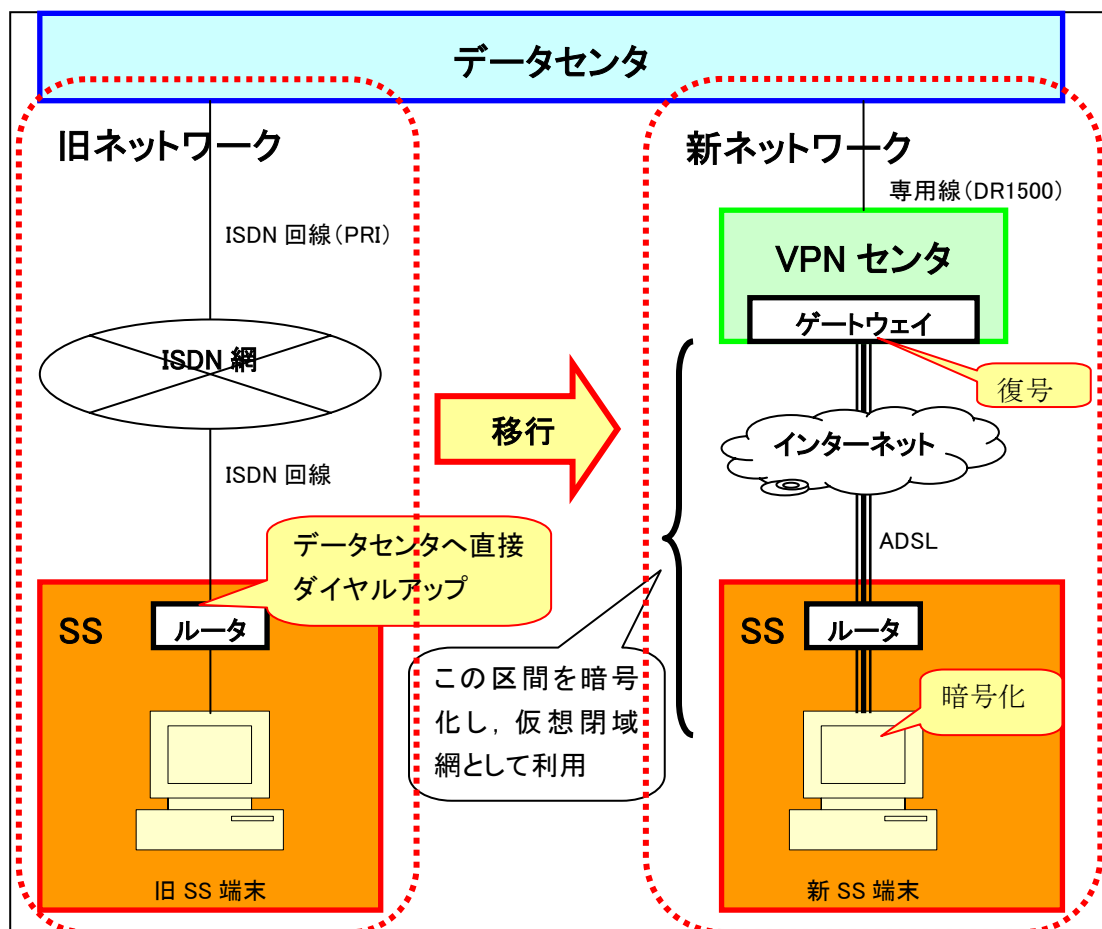 データセンタ
旧ネットワーク
ISDN 回線(PRI)
ISDN 網
ISDN 回線
データセンタへ直接
ダイヤルアップ
SS
ルータ
旧 SS 端末
移行
この区間を暗号
化し，仮想閉域
網として利用
新ネットワーク
専用線(DR1500)
VPN センタ
ゲートウェイ
復号
インターネット
ADSL
SS
ルータ
暗号化
新 SS 端末